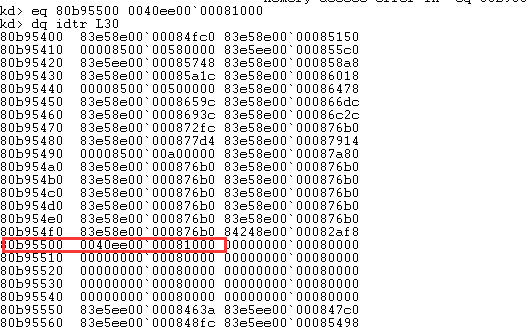 kd> eq 80b95500 0040ee00`00081000
kd> dq idtr L30
80b95400 83e58e00`00084fc0 83e58e00`00085150
80b95410 00008500`00580000 83e5ee00`000855c0
80b95420 83e5ee00`00085748 83e58e00`000858a8
80b95430 83e58e00`00085a1c 83e58e00`00086018
80b95440 00008500`00500000 83e58e00`00086478
80b95450 83e58e00`0008659c 83e58e00`000866dc
80b95460 83e58e00`0008693c 83e58e00`00086c2c
80b95470 83e58e00`000872fc 83e58e00`000876b0
80b95480 83e58e00`000877d4 83e58e00`00087914
80b95490 00008500`00a00000 83e58e00`00087a80
80b954a0 83e58e00`000876b0 83e58e00`000876b0
80b954b0 83e58e00`000876b0 83e58e00`000876b0
80b954c0 83e58e00`000876b0 83e58e00`000876b0
80b954d0 83e58e00`000876b0 83e58e00`000876b0
80b954e0 83e58e00`000876b0 83e58e00`000876b0
80b954f0 83e58e00`000876b0 84248e00`00082af8
80b95500 0040ee00`00081000 00000000`00080000
80b95510 00000000`00080000 00000000`00080000
80b95520 00000000`00080000 00000000`00080000
80b95530 00000000`00080000 00000000`00080000
80b95540 00000000`00080000 00000000`00080000
80b95550 83e5ee00`0008463a 83e5ee00`000847c0
80b95560 83e5ee00`000848fc 83e5ee00`00085498